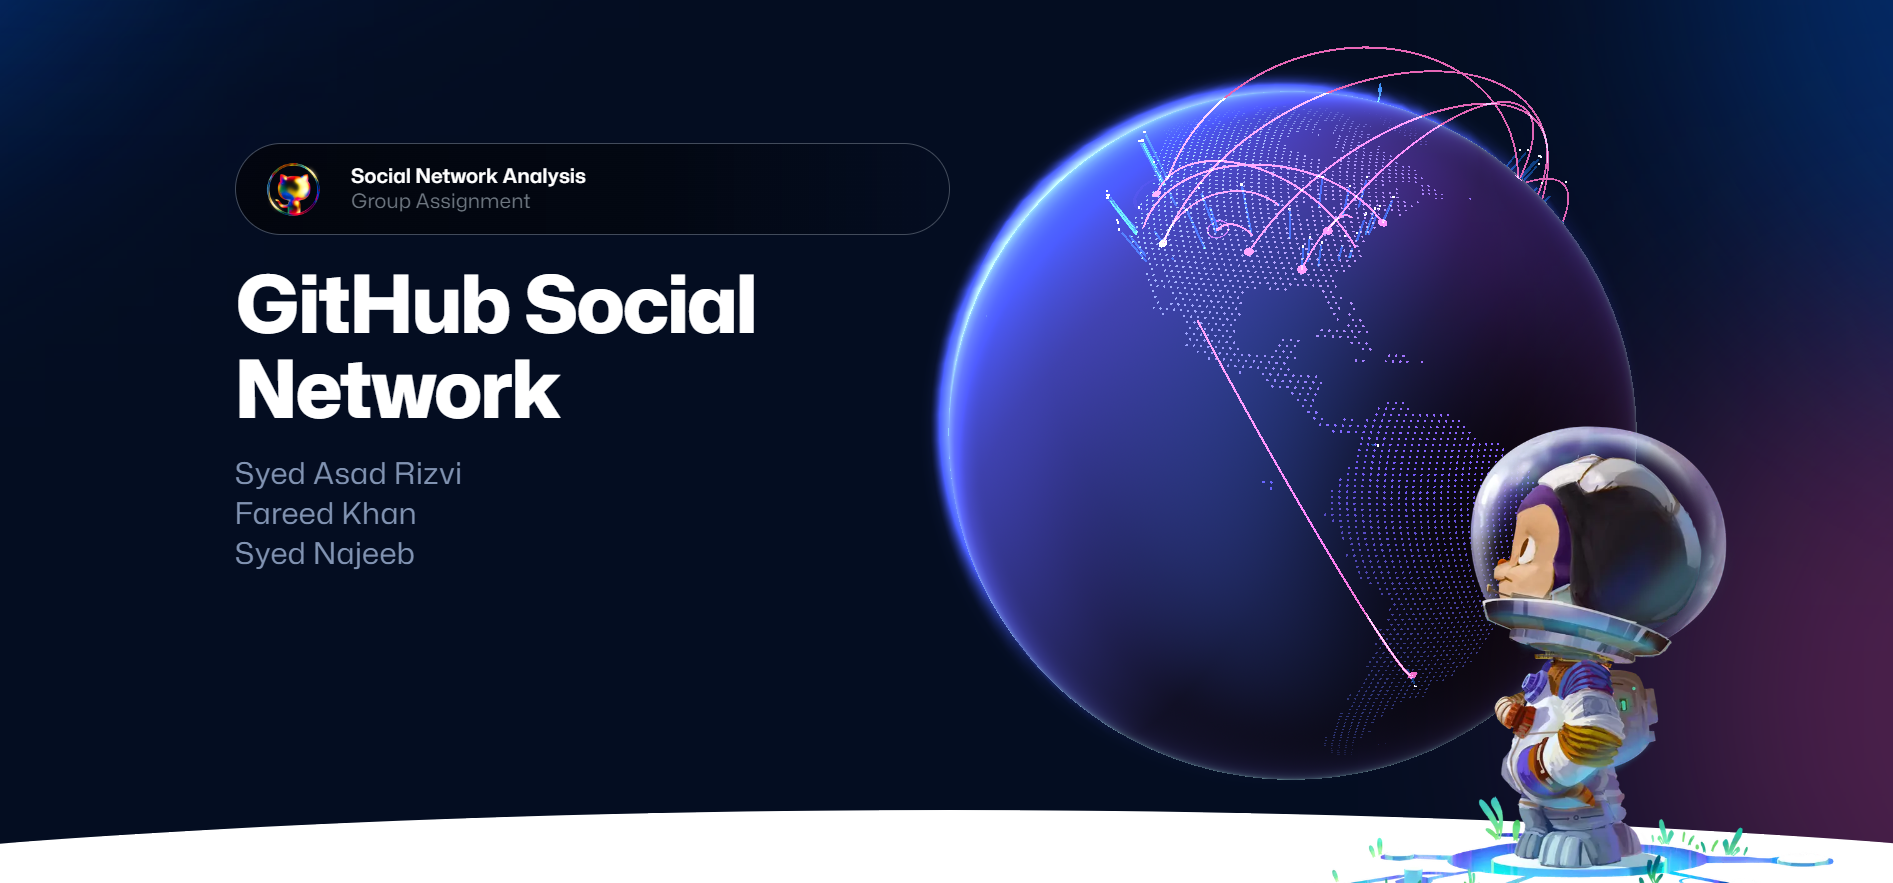 Social Network Analysis
Group Assignment
GitHub Social
Network
Syed Asad Rizvi
Fareed Khan
Syed Najeeb